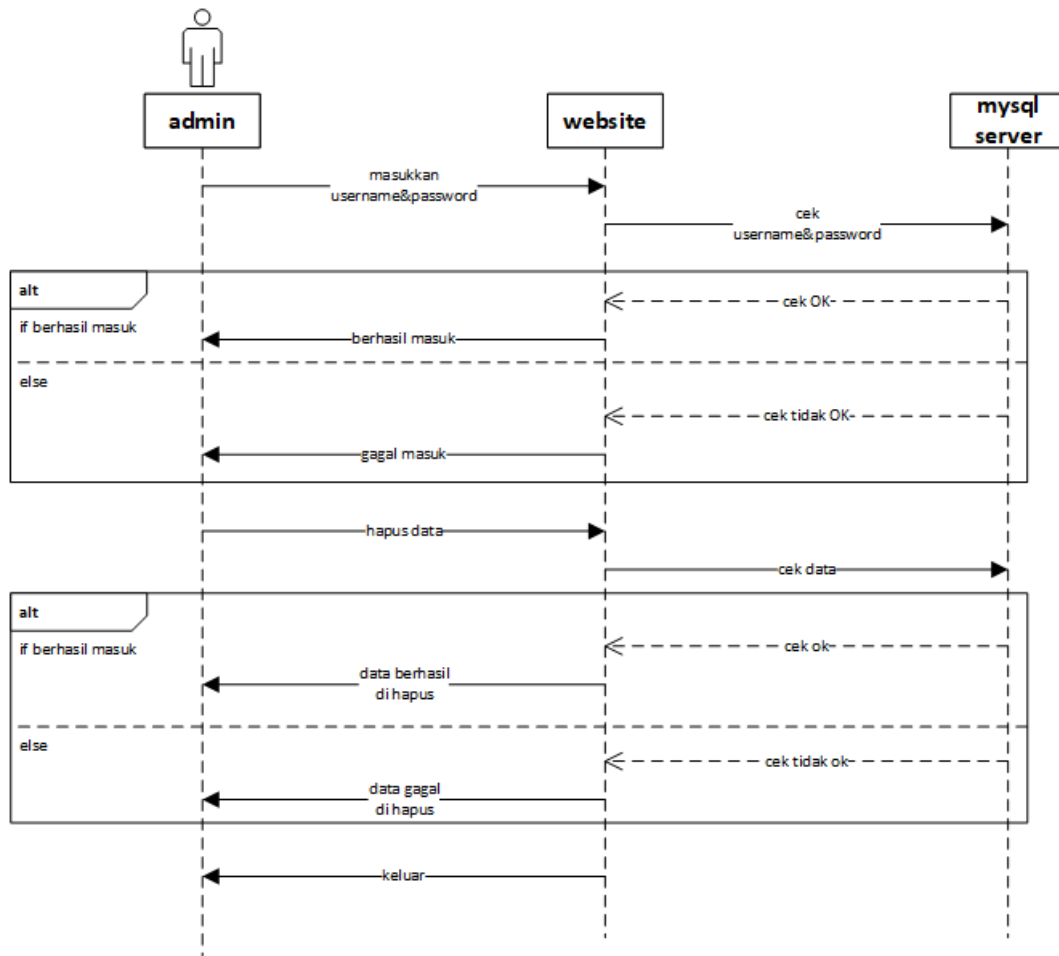 admin
website
mysql
server
masukkan
username&password
cek
username&password
alt
cek OK
if berhasil masuk
berhasil masuk
else
cek tidak OK
gagal masuk
hapus data
cek data
alt
cek ok
if berhasil masuk
data berhasil
di hapus
else
cek tidak ok
data gagal
di hapus
keluar